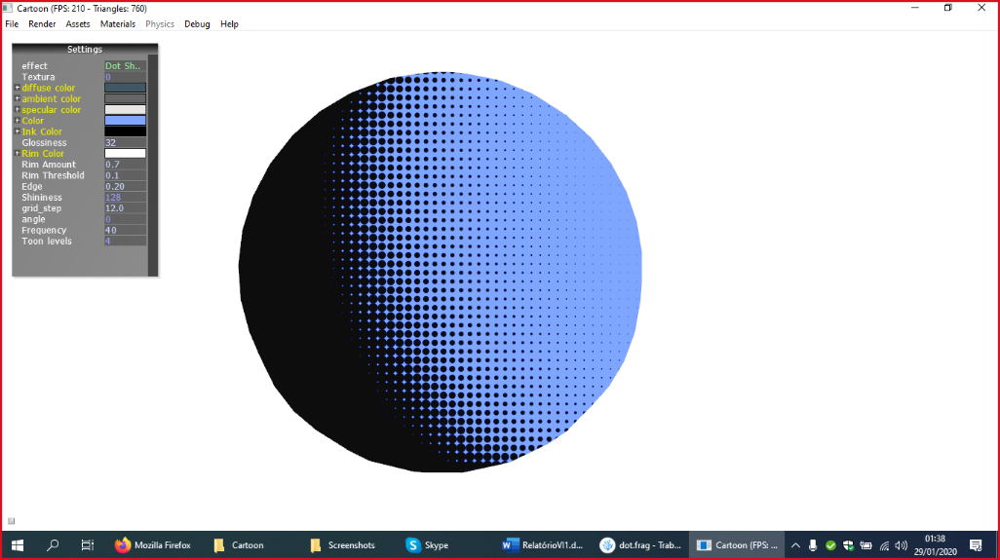 Cartoon (FPS: 210 - Triangles: 760)
File Render Assets Materials Physics Debug Help
Settings
effect Dot Sh..
Textura 0
diffuse color
ambient color
specular color
Color
Ink Color
Glossiness 32
Rim Color
Rim Amount 0.7
Rim Threshold 0.1
Edge 0.20
Shininess 128
grid_step 12.0
angle 0
Frequency 40
Toon levels 4
Mozilla Firefox Cartoon Screenshots Skype RelatórioVI1.d... dot.frag - Trab... Cartoon (FPS: ... 01:38
29/01/2020